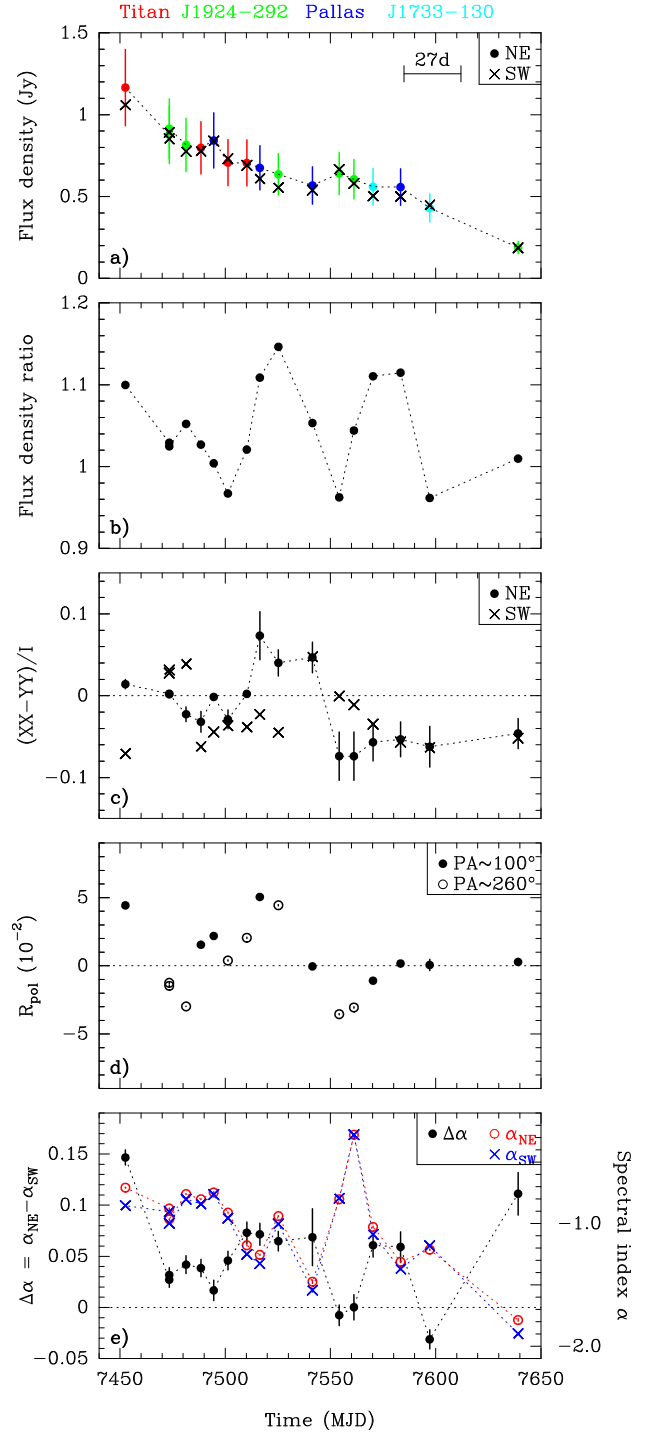 Titan J1924−292 Pallas J1733−130
1.5
1
0.5
0
Flux density (Jy)
27d
NE
SW
a)
1.2
1.1
1.0
0.9
Flux density ratio
b)
0.1
0
−0.1
(XX−YY)/I
NE
SW
c)
5
0
−5
R_pol (10^−2)
PA~100°
PA~260°
d)
0.15
0.1
0.05
0
−0.05
Δα = α_NE−α_SW
Δα
α_NE
α_SW
−1.0
−2.0
Spectral index α
e)
7450 7500 7550 7600 7650
Time (MJD)